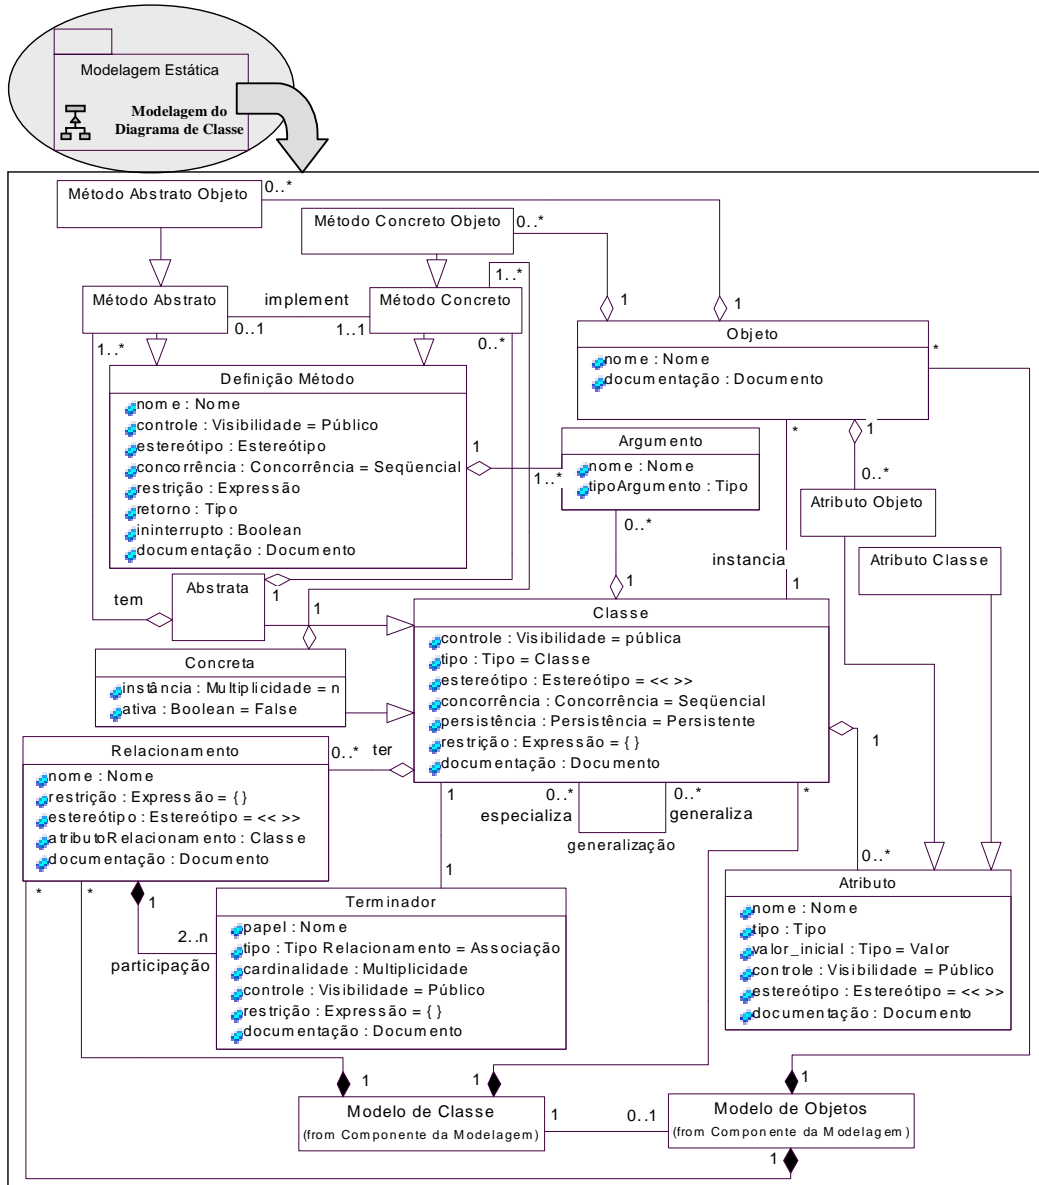 Modelagem Estática
Modelagem do
Diagrama de Classe
Método Abstrato Objeto
0..*
Método Concreto Objeto
0..*
1..*
Método Abstrato
implement
Método Concreto
0..1
1..1
1
1
1..*
0..*
Objeto
nome : Nome
documentação : Documento
*
Definição Método
nome : Nome
controle : Visibilidade = Público
estereótipo : Estereótipo
concorrência : Concorrência = Seqüencial
restrição : Expressão
retorno : Tipo
ininterrupto : Boolean
documentação : Documento
1
1..*
Argumento
nome : Nome
tipoArgumento : Tipo
0..*
*
1
0..*
Atributo Objeto
Atributo Classe
instancia
1
1
tem
Abstrata
1
1
Classe
controle : Visibilidade = pública
tipo : Tipo = Classe
estereótipo : Estereótipo = << >>
concorrência : Concorrência = Seqüencial
persistência : Persistência = Persistente
restrição : Expressão = { }
documentação : Documento
Concreta
instância : Multiplicidade = n
ativa : Boolean = False
1
Relacionamento
nome : Nome
restrição : Expressão = { }
estereótipo : Estereótipo = << >>
atributoRelacionamento : Classe
documentação : Documento
0..*
ter
1
0..*
0..*
*
especializa
generaliza
generalização
0..*
*
*
1
2..n
participação
1
Terminador
papel : Nome
tipo : Tipo Relacionamento = Associação
cardinalidade : Multiplicidade
controle : Visibilidade = Público
restrição : Expressão = { }
documentação : Documento
Atributo
nome : Nome
tipo : Tipo
valor_inicial : Tipo = Valor
controle : Visibilidade = Público
estereótipo : Estereótipo = << >>
documentação : Documento
1
1
1
Modelo de Classe
(from Componente da Modelagem)
1
0..1
Modelo de Objetos
(from Componente da Modelagem)
1